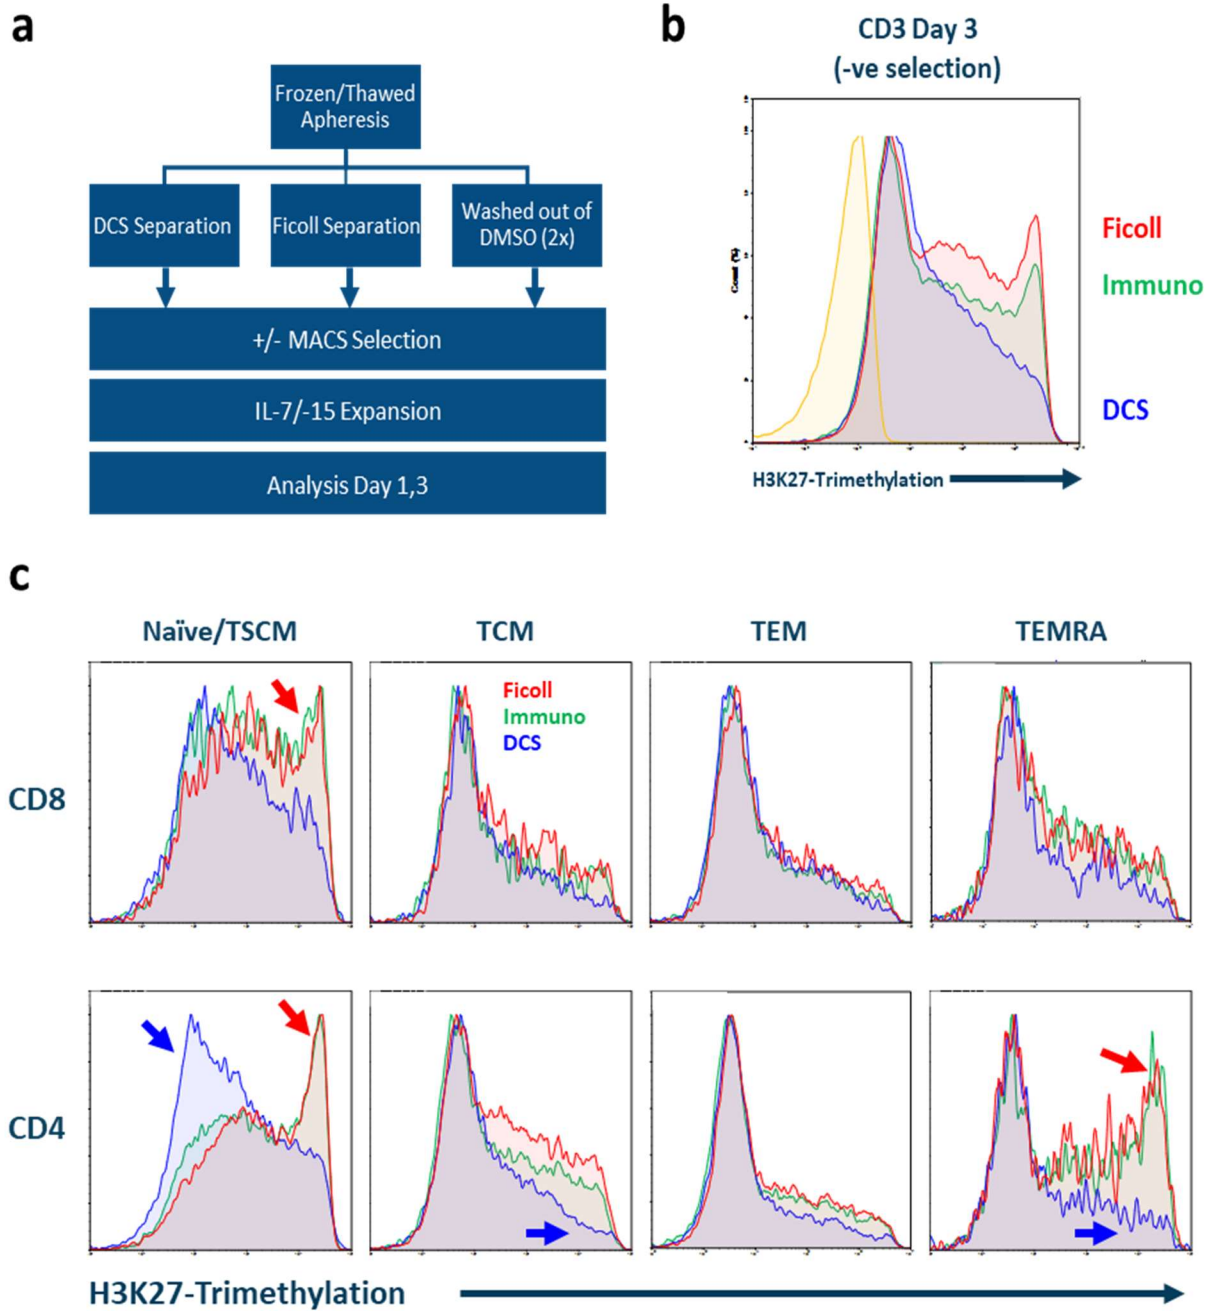 a
Frozen/Thawed
Apheresis
DCS Separation
Ficoll Separation
Washed out of
DMSO (2x)
+/- MACS Selection
IL-7/-15 Expansion
Analysis Day 1,3
b
CD3 Day 3
(-ve selection)
Count (%)
Ficoll
Immuno
DCS
H3K27-Trimethylation
c
Naïve/TSCM
TCM
TEM
TEMRA
Ficoll
Immuno
DCS
CD8
CD4
H3K27-Trimethylation